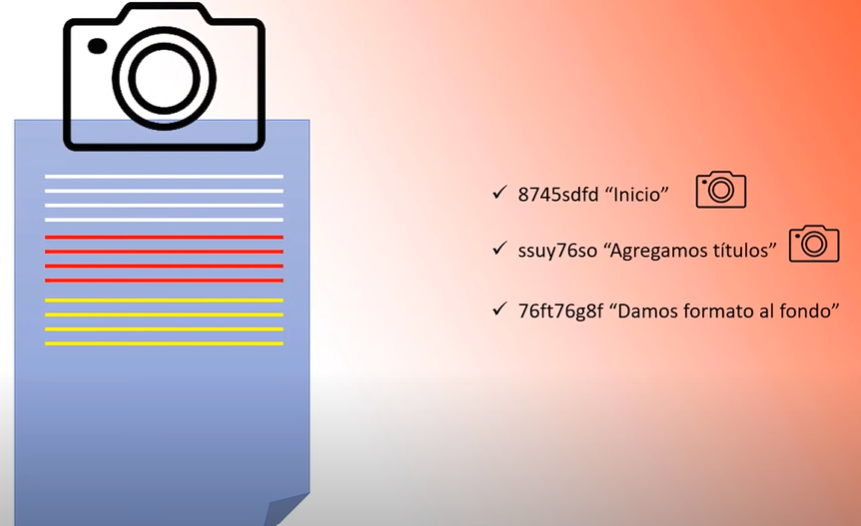 ✓ 8745sdfd “Inicio”
✓ ssuy76so “Agregamos títulos”
✓ 76ft76g8f “Damos formato al fondo”